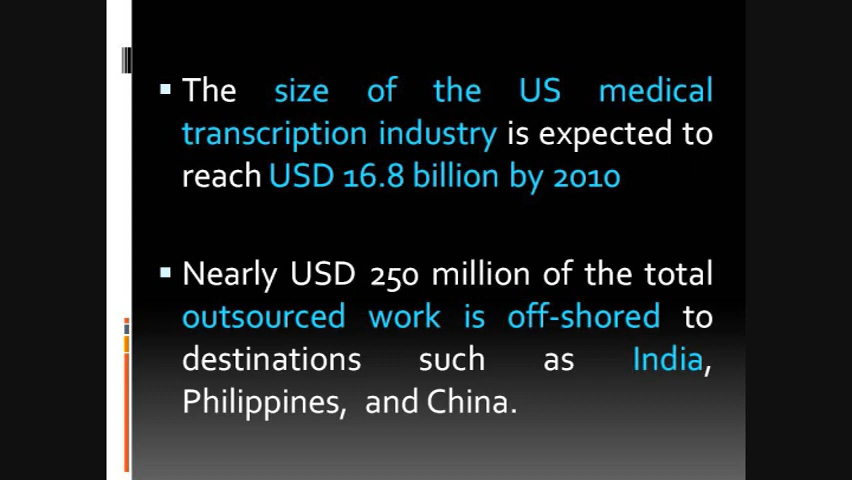 The size of the US medical
transcription industry is expected to
reach USD 16.8 billion by 2010
Nearly USD 250 million of the total
outsourced work is off-shored to
destinations such as India,
Philippines, and China.